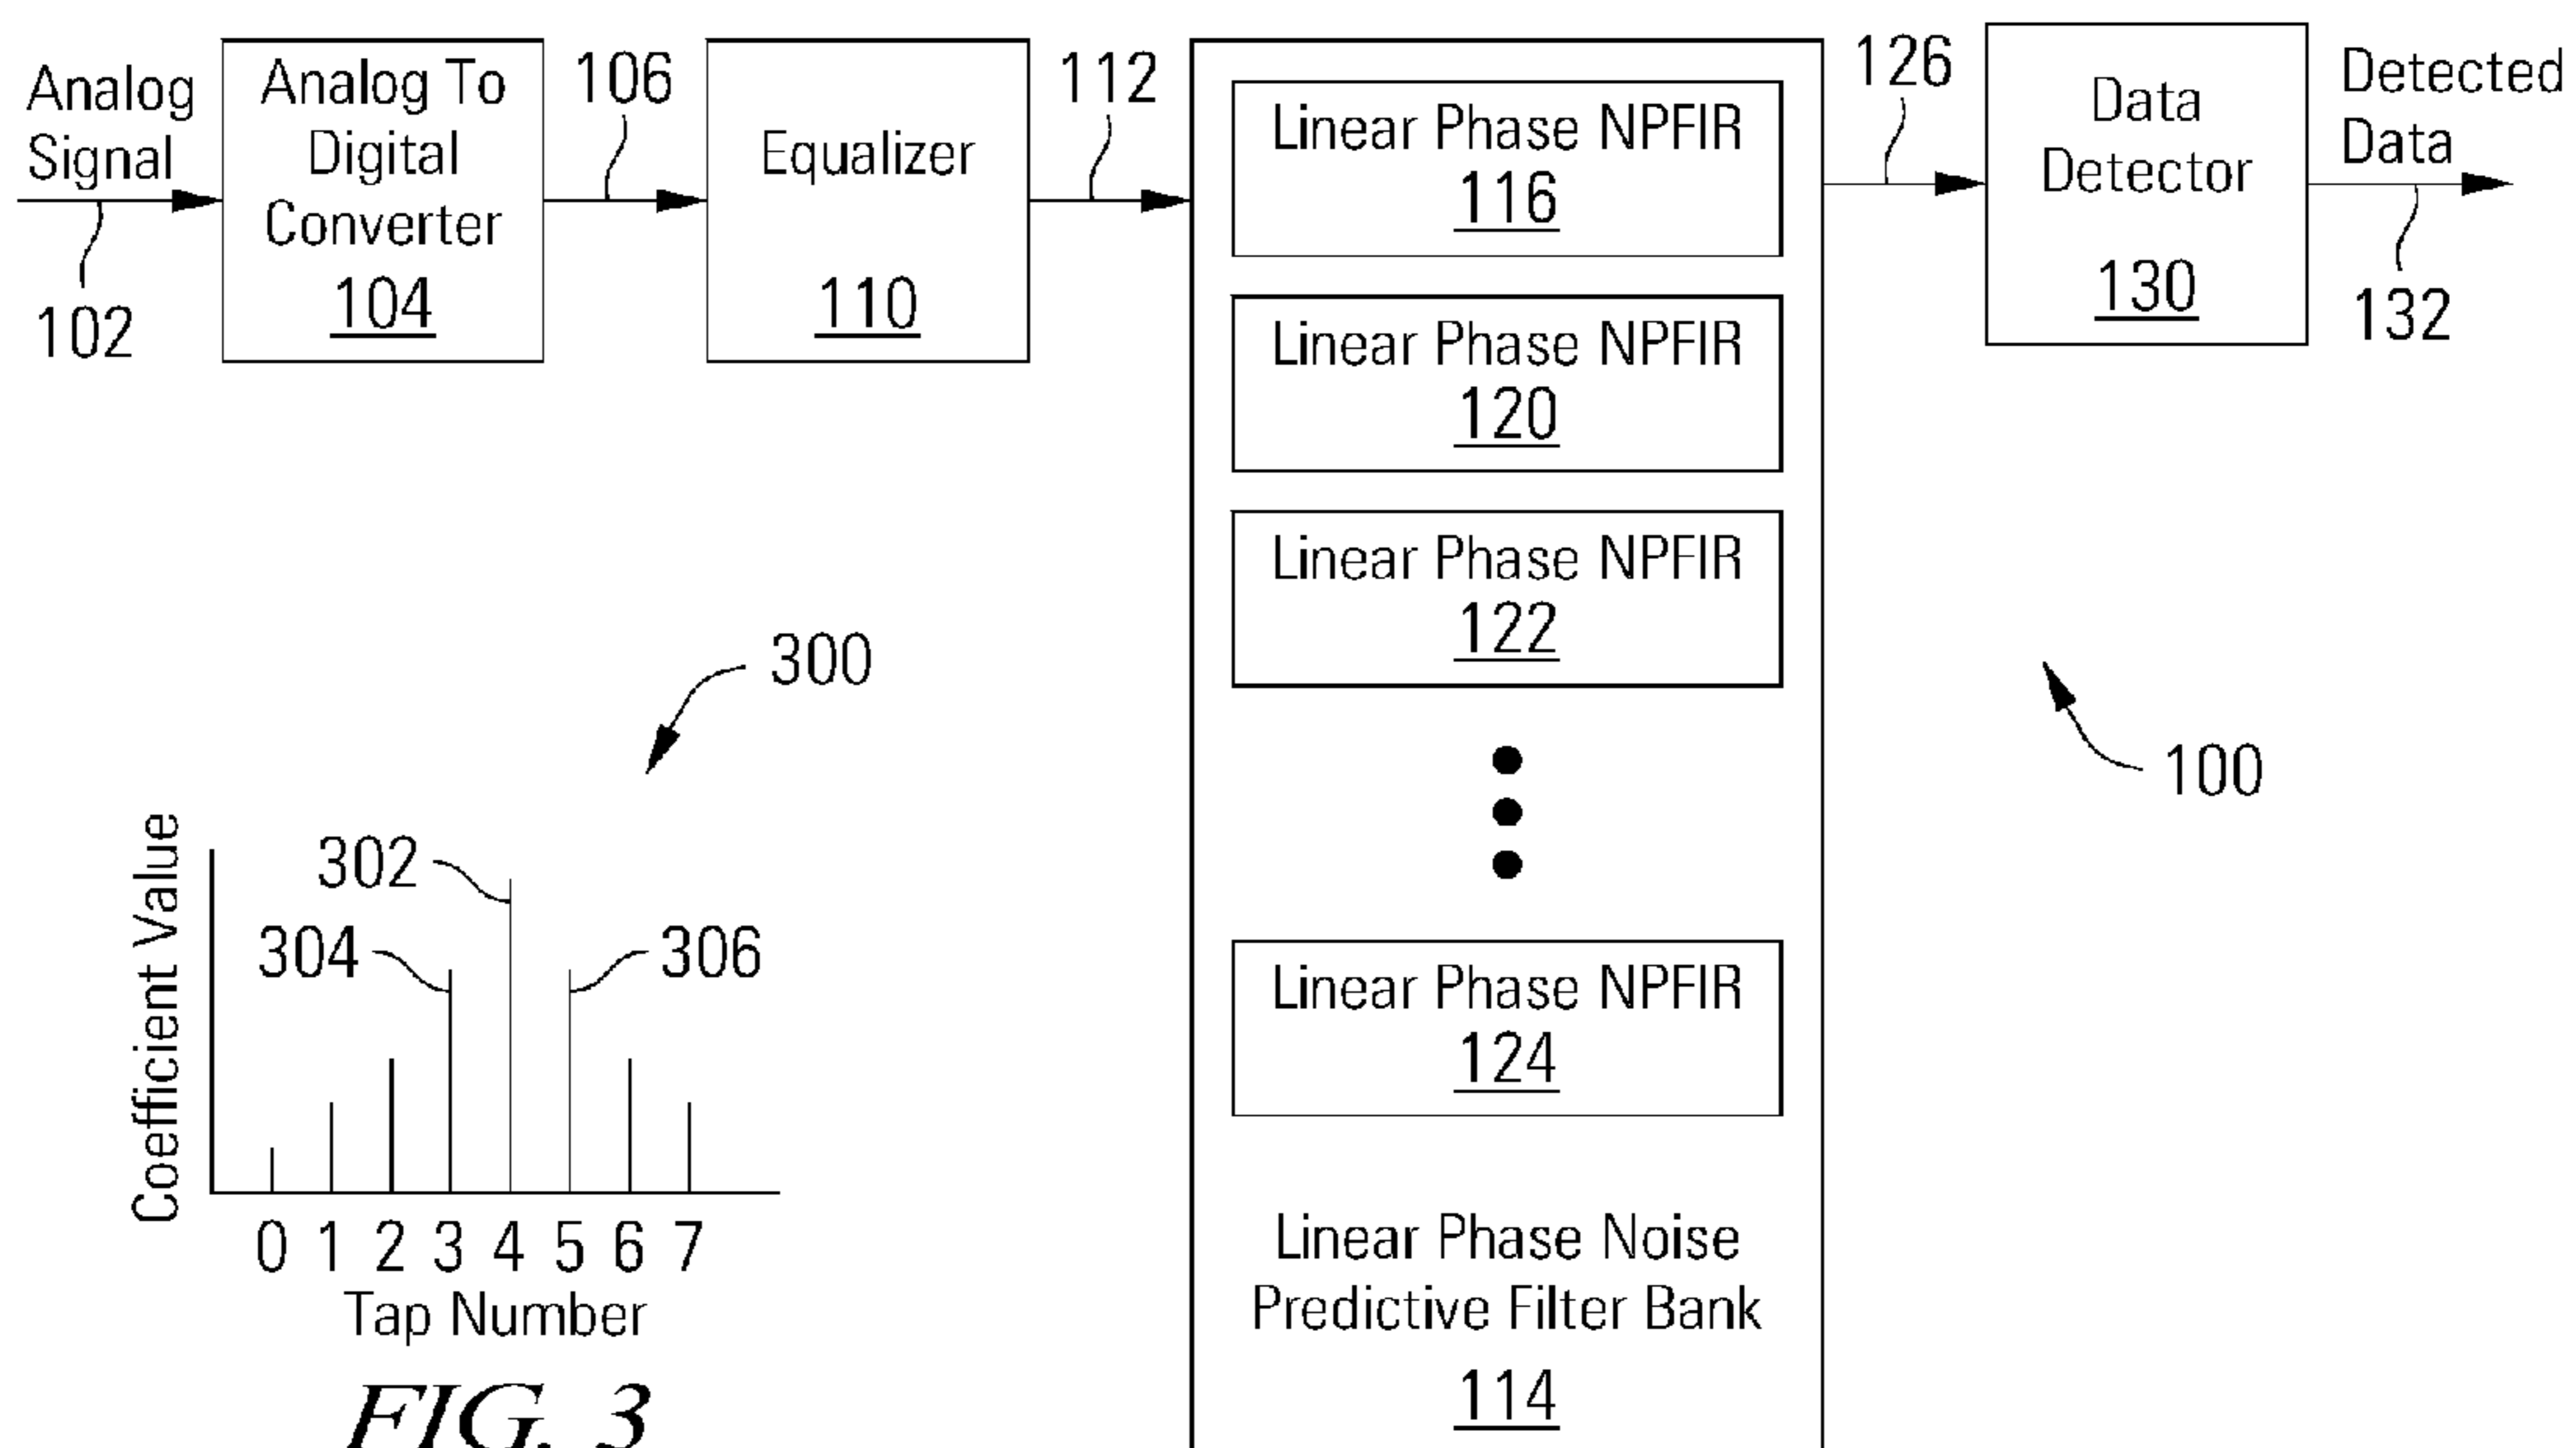 Analog
Signal
102
Analog To
Digital
Converter
104
106
Equalizer
110
112
Linear Phase NPFIR
116
Linear Phase NPFIR
120
Linear Phase NPFIR
122
Linear Phase NPFIR
124
Linear Phase Noise
Predictive Filter Bank
114
126
Data
Detector
130
Detected
Data
132
100
300
302
304
306
Coefficient Value
0 1 2 3 4 5 6 7
Tap Number
FIG. 3